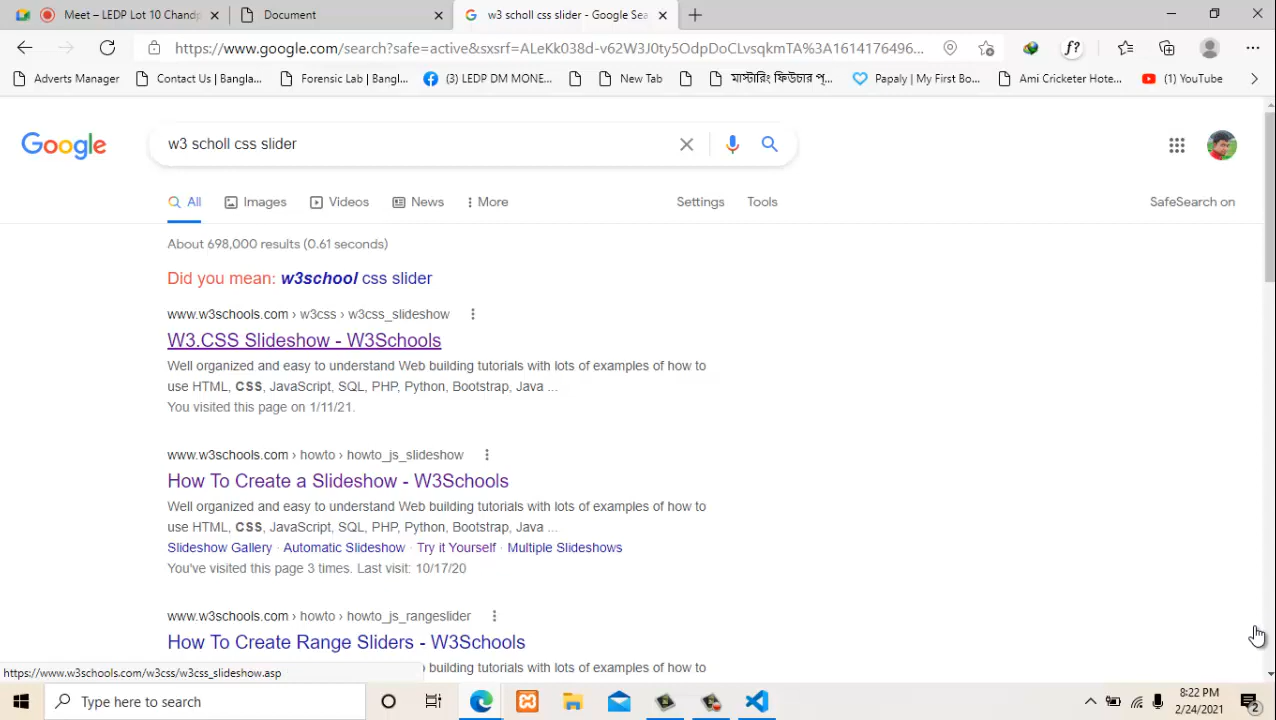 Meet – LEDP Lot 10 Chandp
Document
w3 scholl css slider - Google Sea
https://www.google.com/search?safe=active&sxsrf=ALeKk038d-v62W3J0ty5OdpDoCLvsqkmTA%3A1614176496...
Adverts Manager
Contact Us | Bangla...
Forensic Lab | Bangl...
(3) LEDP DM MONE...
New Tab
মাস্টারিং ফিউচার প্...
Papaly | My First Bo...
Ami Cricketer Hote...
(1) YouTube
Google
w3 scholl css slider
All
Images
Videos
News
More
Settings
Tools
SafeSearch on
About 698,000 results (0.61 seconds)
Did you mean: w3school css slider
www.w3schools.com › w3css › w3css_slideshow
W3.CSS Slideshow - W3Schools
Well organized and easy to understand Web building tutorials with lots of examples of how to
use HTML, CSS, JavaScript, SQL, PHP, Python, Bootstrap, Java ...
You visited this page on 1/11/21.
www.w3schools.com › howto › howto_js_slideshow
How To Create a Slideshow - W3Schools
Well organized and easy to understand Web building tutorials with lots of examples of how to
use HTML, CSS, JavaScript, SQL, PHP, Python, Bootstrap, Java ...
Slideshow Gallery · Automatic Slideshow · Try it Yourself · Multiple Slideshows
You've visited this page 3 times. Last visit: 10/17/20
www.w3schools.com › howto › howto_js_rangeslider
How To Create Range Sliders - W3Schools
building tutorials with lots of examples of how to
https://www.w3schools.com/w3css/w3css_slideshow.asp
Type here to search
8:22 PM
2/24/2021
2